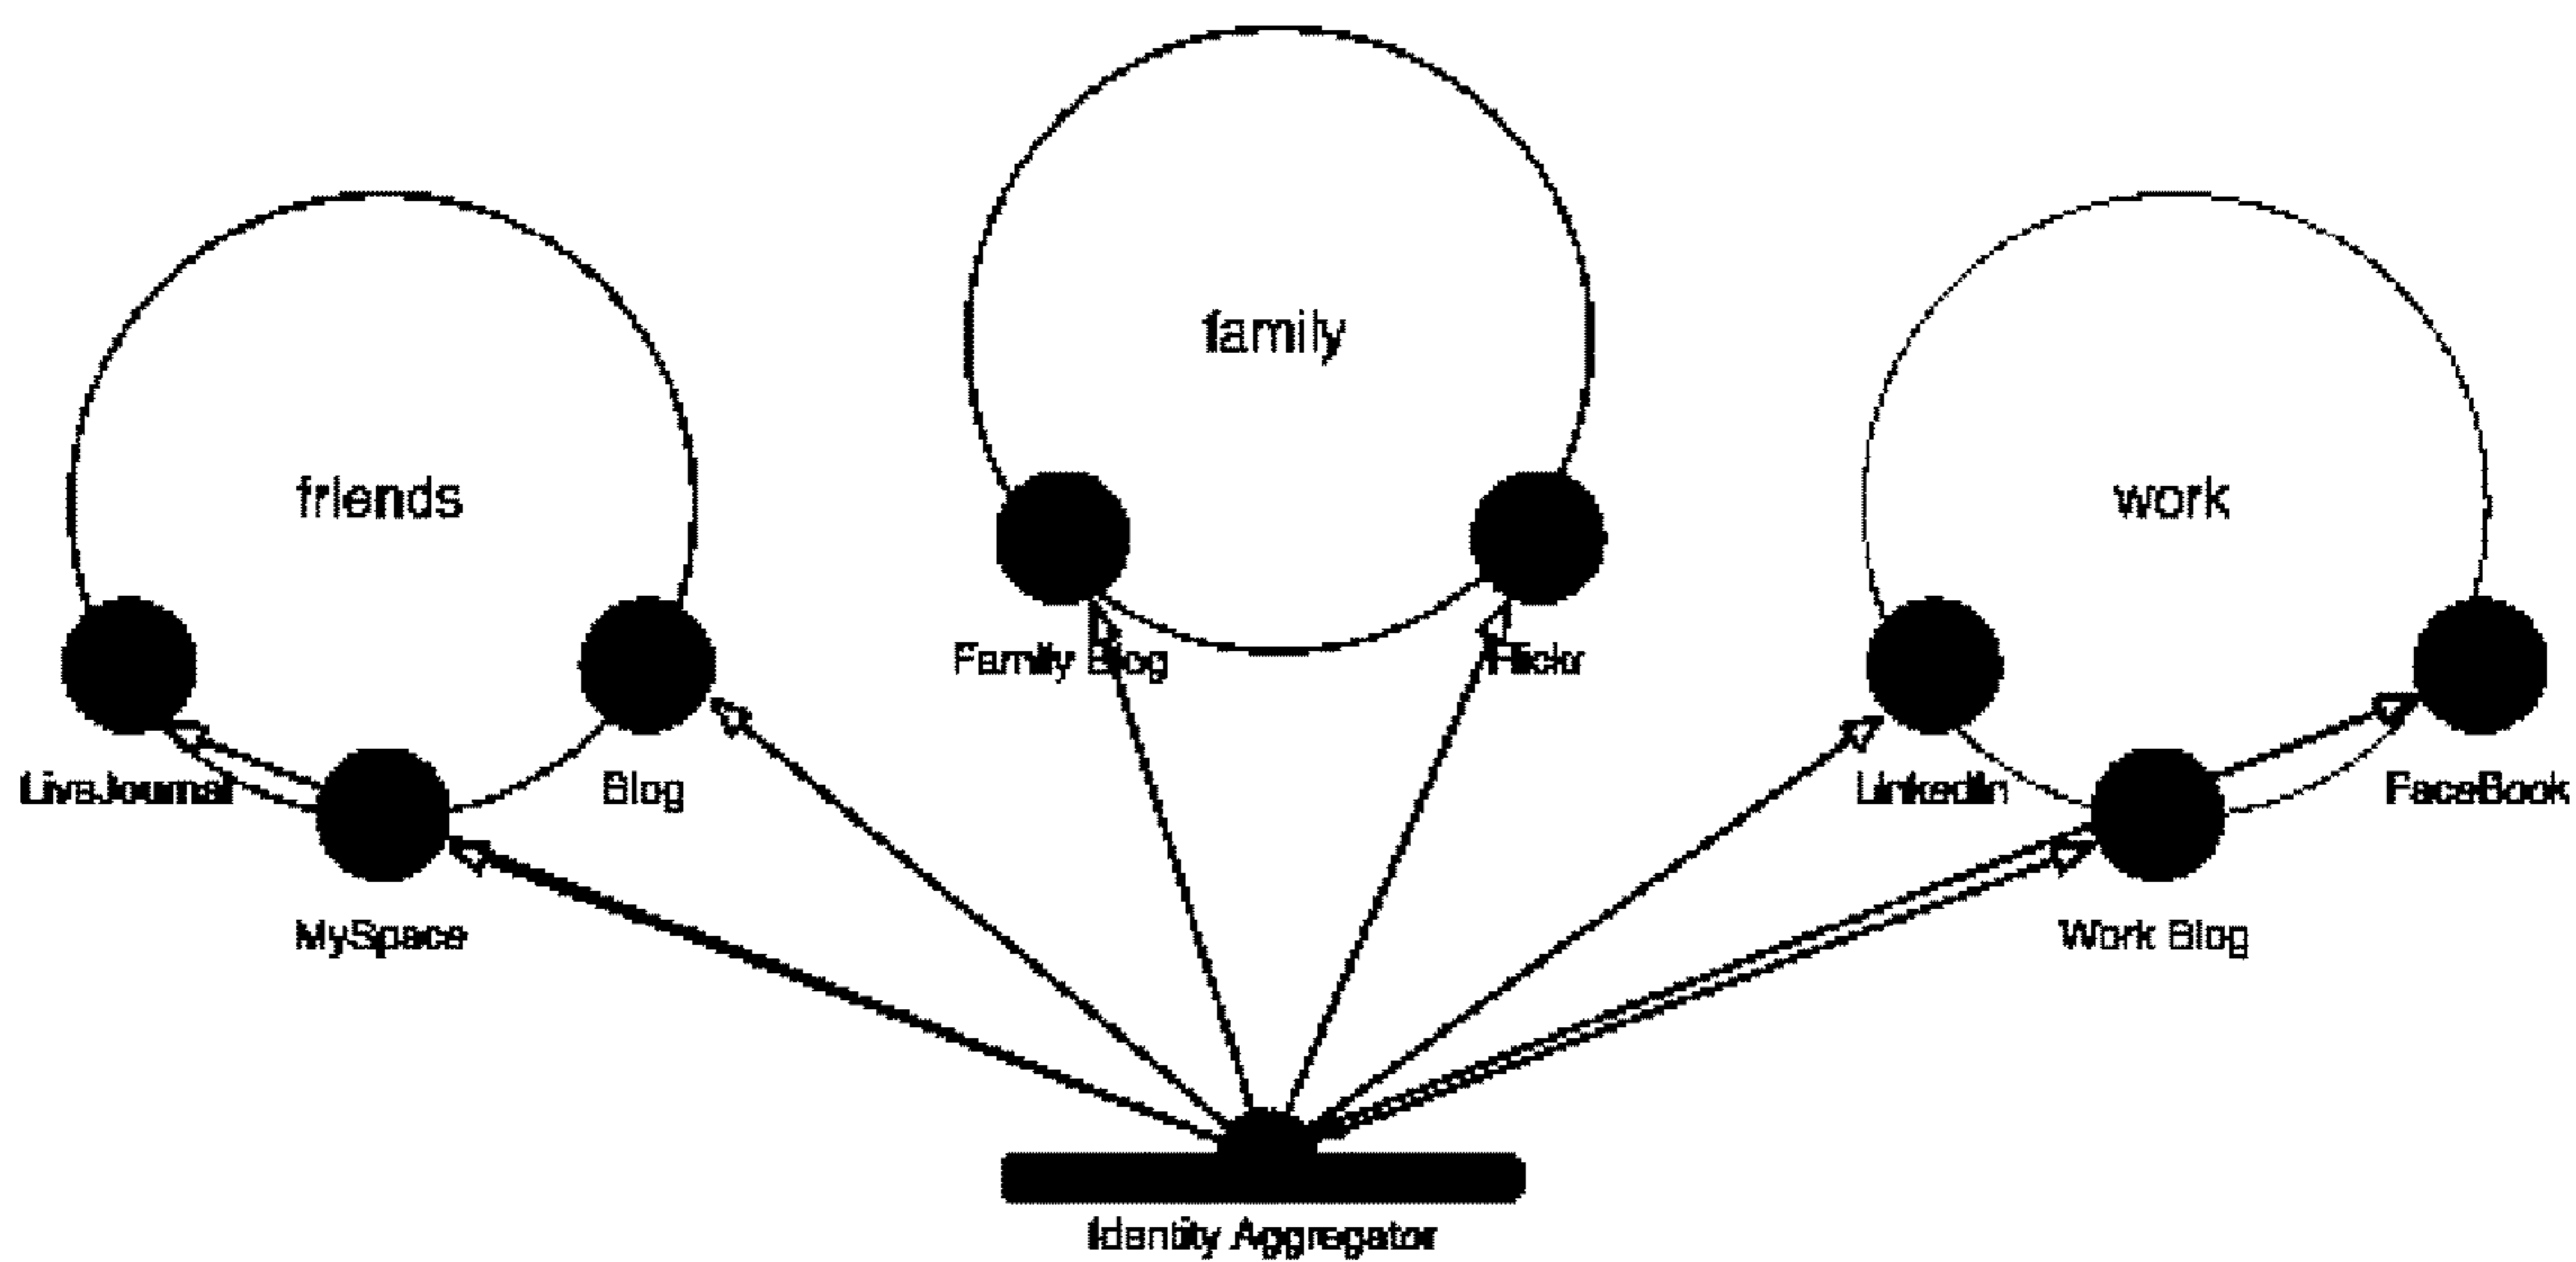 family
friends
work
Family Blog
Flickr
LiveJournal
Blog
LinkedIn
FaceBook
MySpace
Work Blog
Identity Aggregator